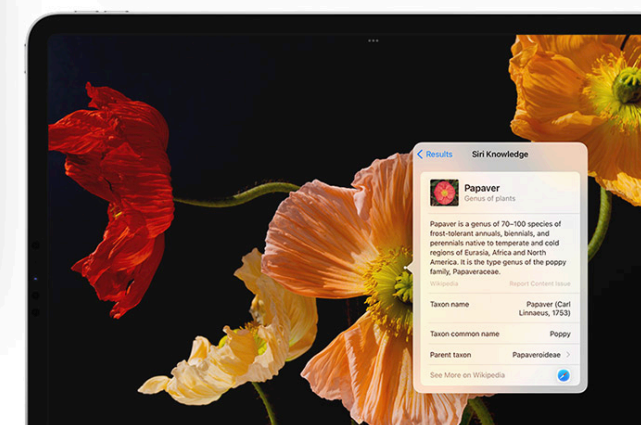 Results
Siri Knowledge
Papaver
Genus of plants
Papaver is a genus of 70–100 species of
frost-tolerant annuals, biennials, and
perennials native to temperate and cold
regions of Eurasia, Africa and North
America. It is the type genus of the poppy
family, Papaveraceae.
Wikipedia
Report Content Issue
Taxon name
Papaver (Carl
Linnaeus, 1753)
Taxon common name
Poppy
Parent taxon
Papaveroideae
See More on Wikipedia